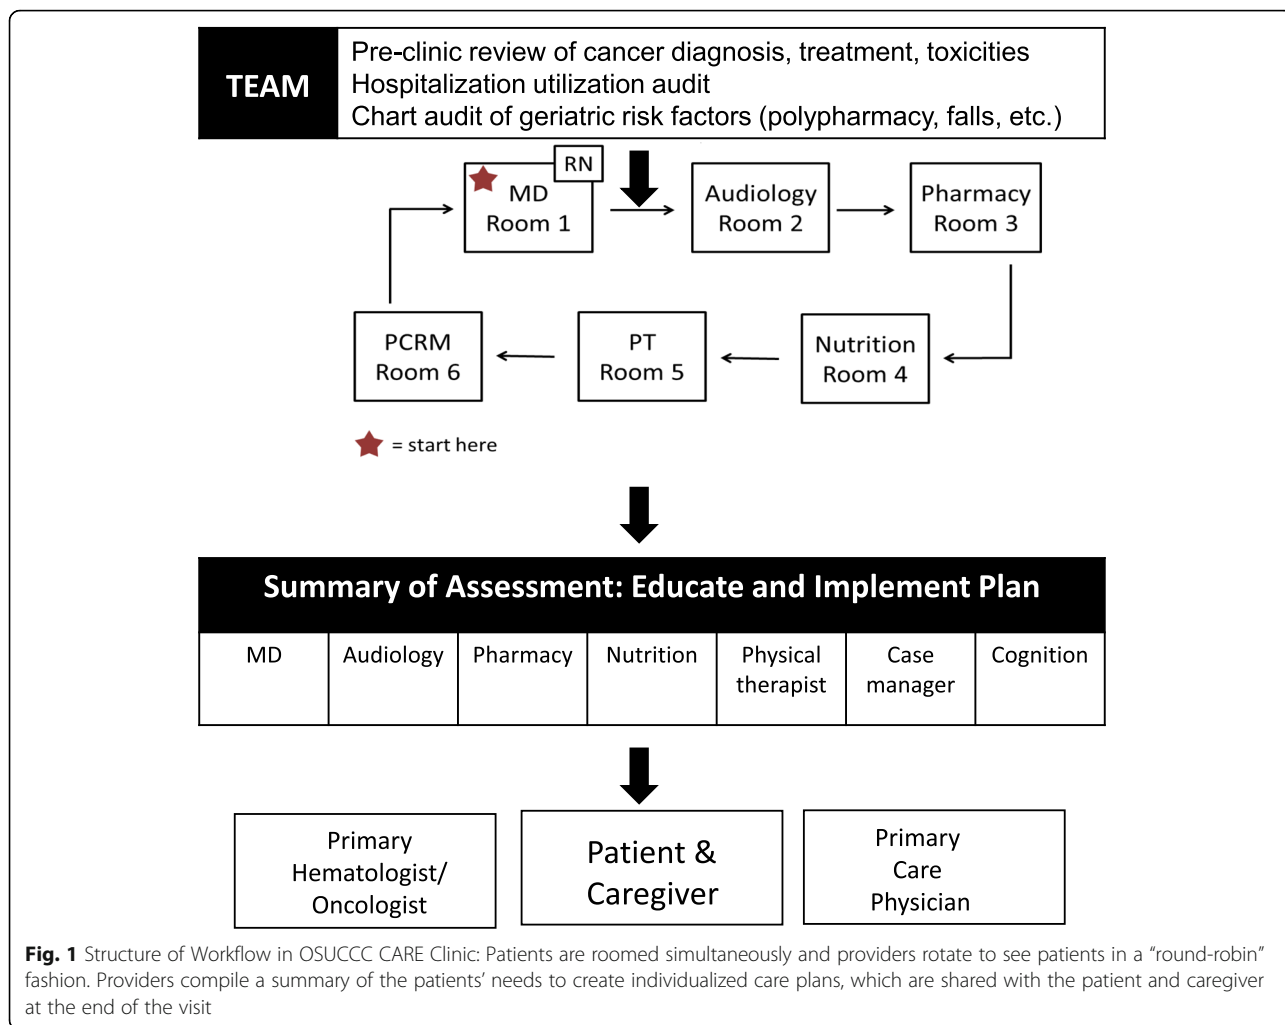 TEAM
Pre-clinic review of cancer diagnosis, treatment, toxicities
Hospitalization utilization audit
Chart audit of geriatric risk factors (polypharmacy, falls, etc.)
RN
MD
Room 1
Audiology
Room 2
Pharmacy
Room 3
PCRM
Room 6
PT
Room 5
Nutrition
Room 4
= start here
Summary of Assessment: Educate and Implement Plan
MD
Audiology
Pharmacy
Nutrition
Physical
therapist
Case
manager
Cognition
Primary
Hematologist/
Oncologist
Patient &
Caregiver
Primary
Care
Physician
Fig. 1 Structure of Workflow in OSUCCC CARE Clinic: Patients are roomed simultaneously and providers rotate to see patients in a “round-robin”
fashion. Providers compile a summary of the patients’ needs to create individualized care plans, which are shared with the patient and caregiver
at the end of the visit